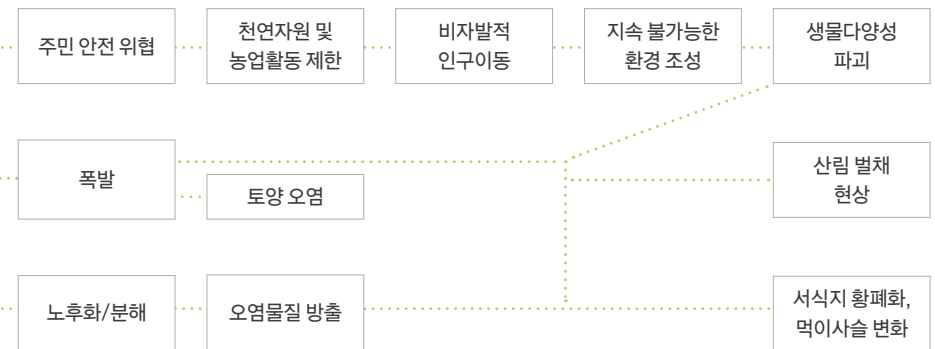 주민 안전 위협
천연자원 및
농업활동 제한
비자발적
인구이동
지속 불가능한
환경 조성
생물다양성
파괴
폭발
토양 오염
산림 벌채
현상
노후화/분해
오염물질 방출
서식지 황폐화,
먹이사슬 변화